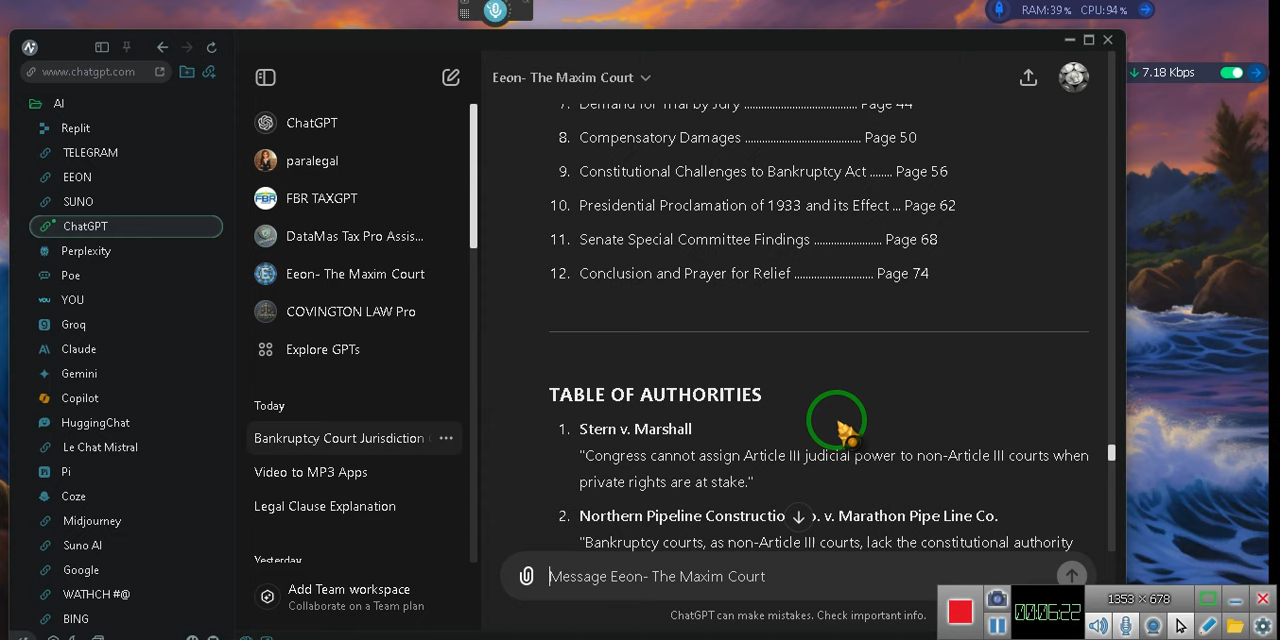 RAM:39% CPU:94%
www.chatgpt.com
7.18 Kbps
AI
Replit
TELEGRAM
EEON
SUNO
ChatGPT
Perplexity
Poe
YOU
Groq
Claude
Gemini
Copilot
HuggingChat
Le Chat Mistral
Pi
Coze
Midjourney
Suno AI
Google
WATHCH #@
BING
ChatGPT
paralegal
FBR TAXGPT
DataMas Tax Pro Assis...
Eeon- The Maxim Court
COVINGTON LAW Pro
Explore GPTs
Today
Bankruptcy Court Jurisdiction
Video to MP3 Apps
Legal Clause Explanation
Yesterday
Add Team workspace
Collaborate on a Team plan
Eeon- The Maxim Court
7. Demand for Trial by Jury ........................................ Page 44
8. Compensatory Damages ......................................... Page 50
9. Constitutional Challenges to Bankruptcy Act ........ Page 56
10. Presidential Proclamation of 1933 and its Effect ... Page 62
11. Senate Special Committee Findings ........................ Page 68
12. Conclusion and Prayer for Relief ............................ Page 74
TABLE OF AUTHORITIES
1. Stern v. Marshall
"Congress cannot assign Article III judicial power to non-Article III courts when
private rights are at stake."
2. Northern Pipeline Constructio p. v. Marathon Pipe Line Co.
"Bankruptcy courts, as non-Article III courts, lack the constitutional authority
Message Eeon- The Maxim Court
ChatGPT can make mistakes. Check important info.
1353 × 678
00:06:22